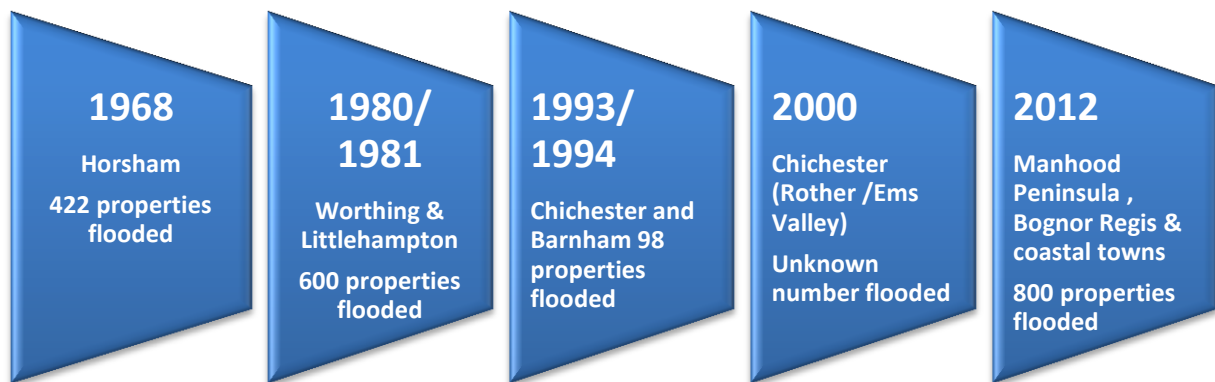 1968
Horsham
422 properties
flooded
1980/
1981
Worthing &
Littlehampton
600 properties
flooded
1993/
1994
Chichester and
Barnham 98
properties
flooded
2000
Chichester
(Rother /Ems
Valley)
Unknown
number flooded
2012
Manhood
Peninsula ,
Bognor Regis &
coastal towns
800 properties
flooded